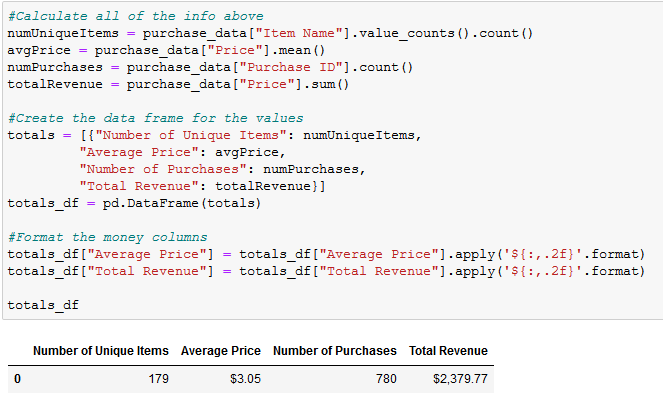 #Calculate all of the info above
numUniqueItems = purchase_data["Item Name"].value_counts().count()
avgPrice = purchase_data["Price"].mean()
numPurchases = purchase_data["Purchase ID"].count()
totalRevenue = purchase_data["Price"].sum()
#Create the data frame for the values
totals = [{"Number of Unique Items": numUniqueItems,
"Average Price": avgPrice,
"Number of Purchases": numPurchases,
"Total Revenue": totalRevenue}]
totals_df = pd.DataFrame(totals)
#Format the money columns
totals_df["Average Price"] = totals_df["Average Price"].apply('${:,.2f}'.format)
totals_df["Total Revenue"] = totals_df["Total Revenue"].apply('${:,.2f}'.format)
totals_df
Number of Unique Items Average Price Number of Purchases Total Revenue
0 179 $3.05 780 $2,379.77